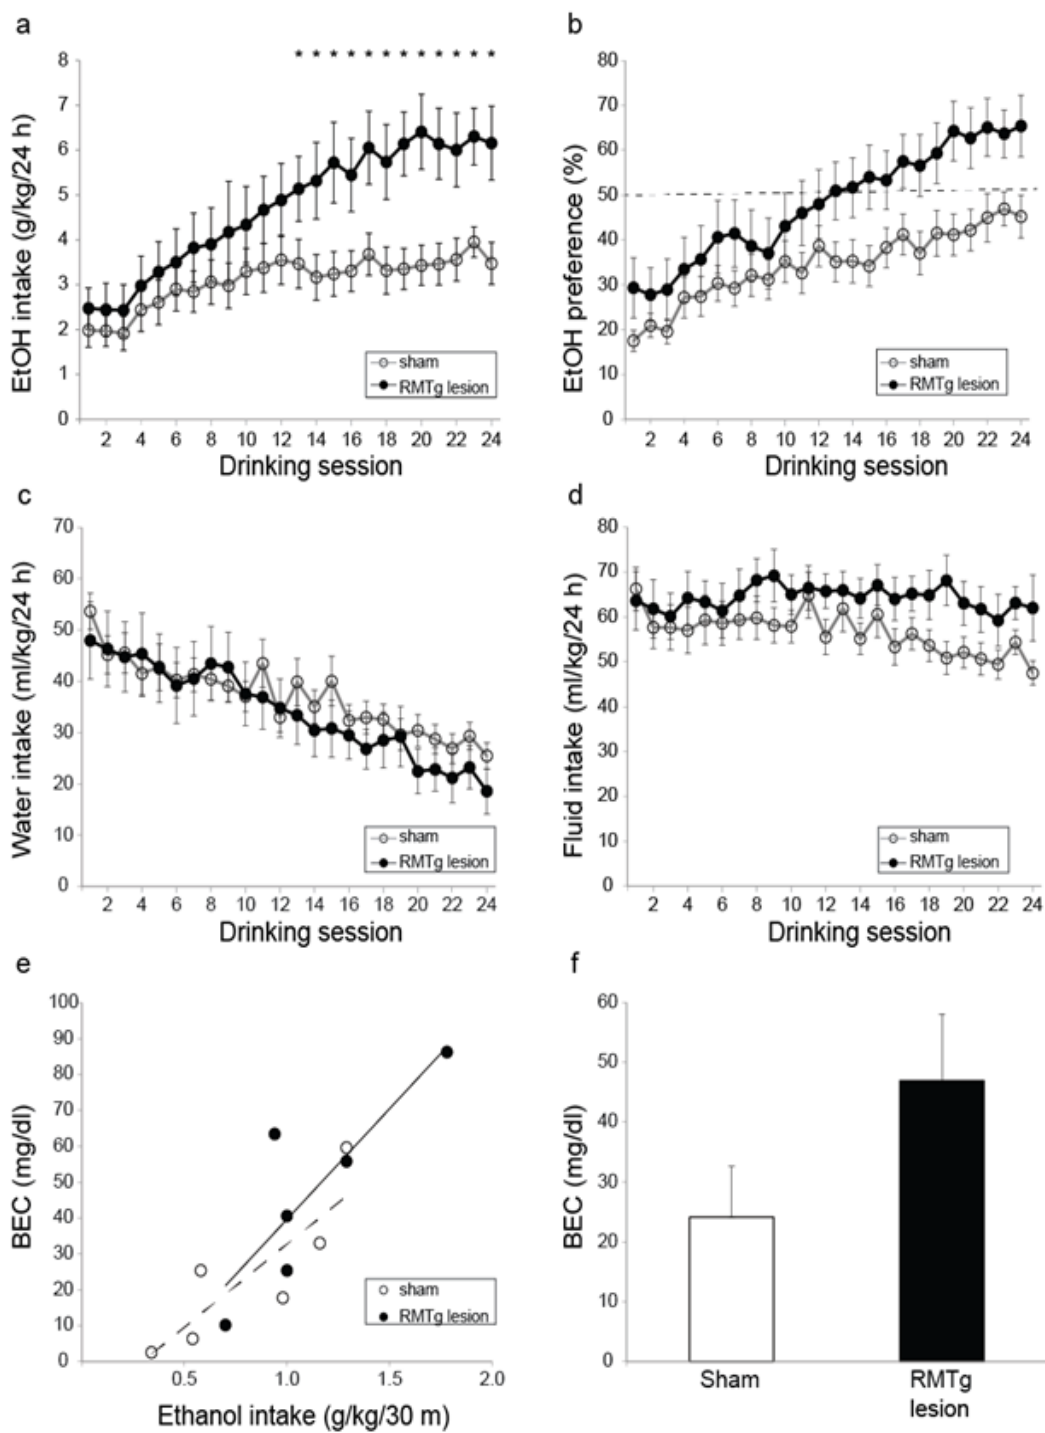 a
* * * * * * * * * * * *
8
7
6
5
4
3
2
1
0
EtOH intake (g/kg/24 h)
sham
RMTg lesion
2 4 6 8 10 12 14 16 18 20 22 24
Drinking session
b
80
70
60
50
40
30
20
10
0
EtOH preference (%)
sham
RMTg lesion
2 4 6 8 10 12 14 16 18 20 22 24
Drinking session
c
70
60
50
40
30
20
10
0
Water intake (ml/kg/24 h)
sham
RMTg lesion
2 4 6 8 10 12 14 16 18 20 22 24
Drinking session
d
80
70
60
50
40
30
20
10
0
Fluid intake (ml/kg/24 h)
sham
RMTg lesion
2 4 6 8 10 12 14 16 18 20 22 24
Drinking session
e
100
90
80
70
60
50
40
30
20
10
0
BEC (mg/dl)
sham
RMTg lesion
0.5 1.0 1.5 2.0
Ethanol intake (g/kg/30 m)
f
60
50
40
30
20
10
0
BEC (mg/dl)
Sham RMTg
lesion